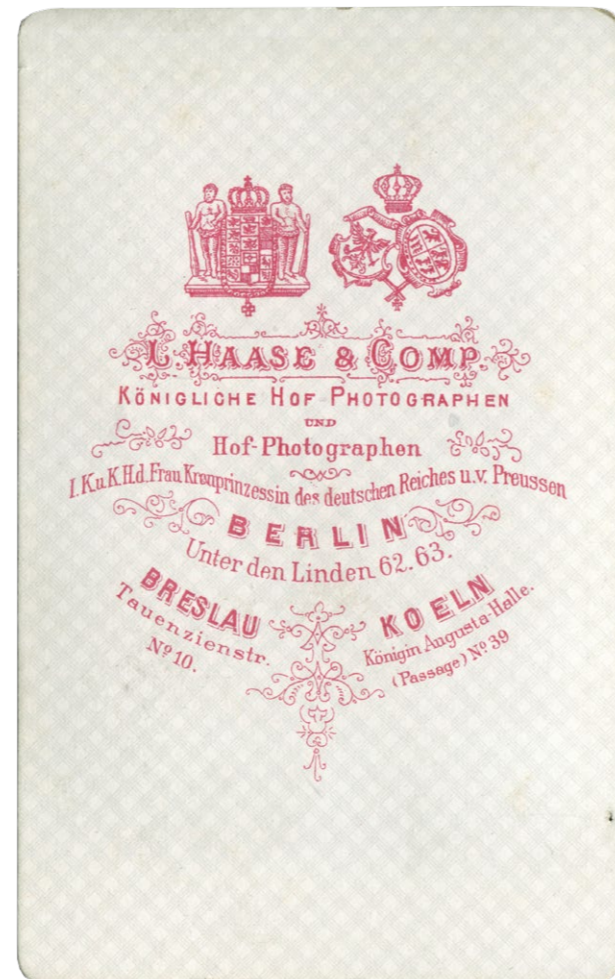 L. HAASE & COMP.
KÖNIGLICHE HOF PHOTOGRAPHEN
UND
Hof-Photographen
I.K.u.K.H.d. Frau Kronprinzessin des deutschen Reiches u.v. Preussen
BERLIN
Unter den Linden 62. 63.
BRESLAU
Tauenzienstr.
No 10.
KOELN
Königin Augusta-Halle.
(Passage) No 39